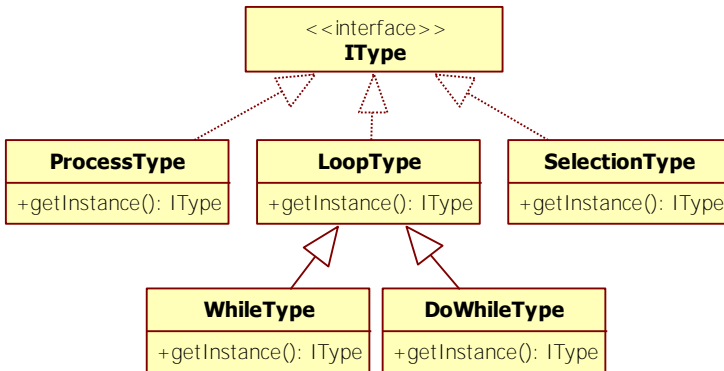 <<interface>>
IType
ProcessType
+getInstance(): IType
LoopType
+getInstance(): IType
SelectionType
+getInstance(): IType
WhileType
+getInstance(): IType
DoWhileType
+getInstance(): IType